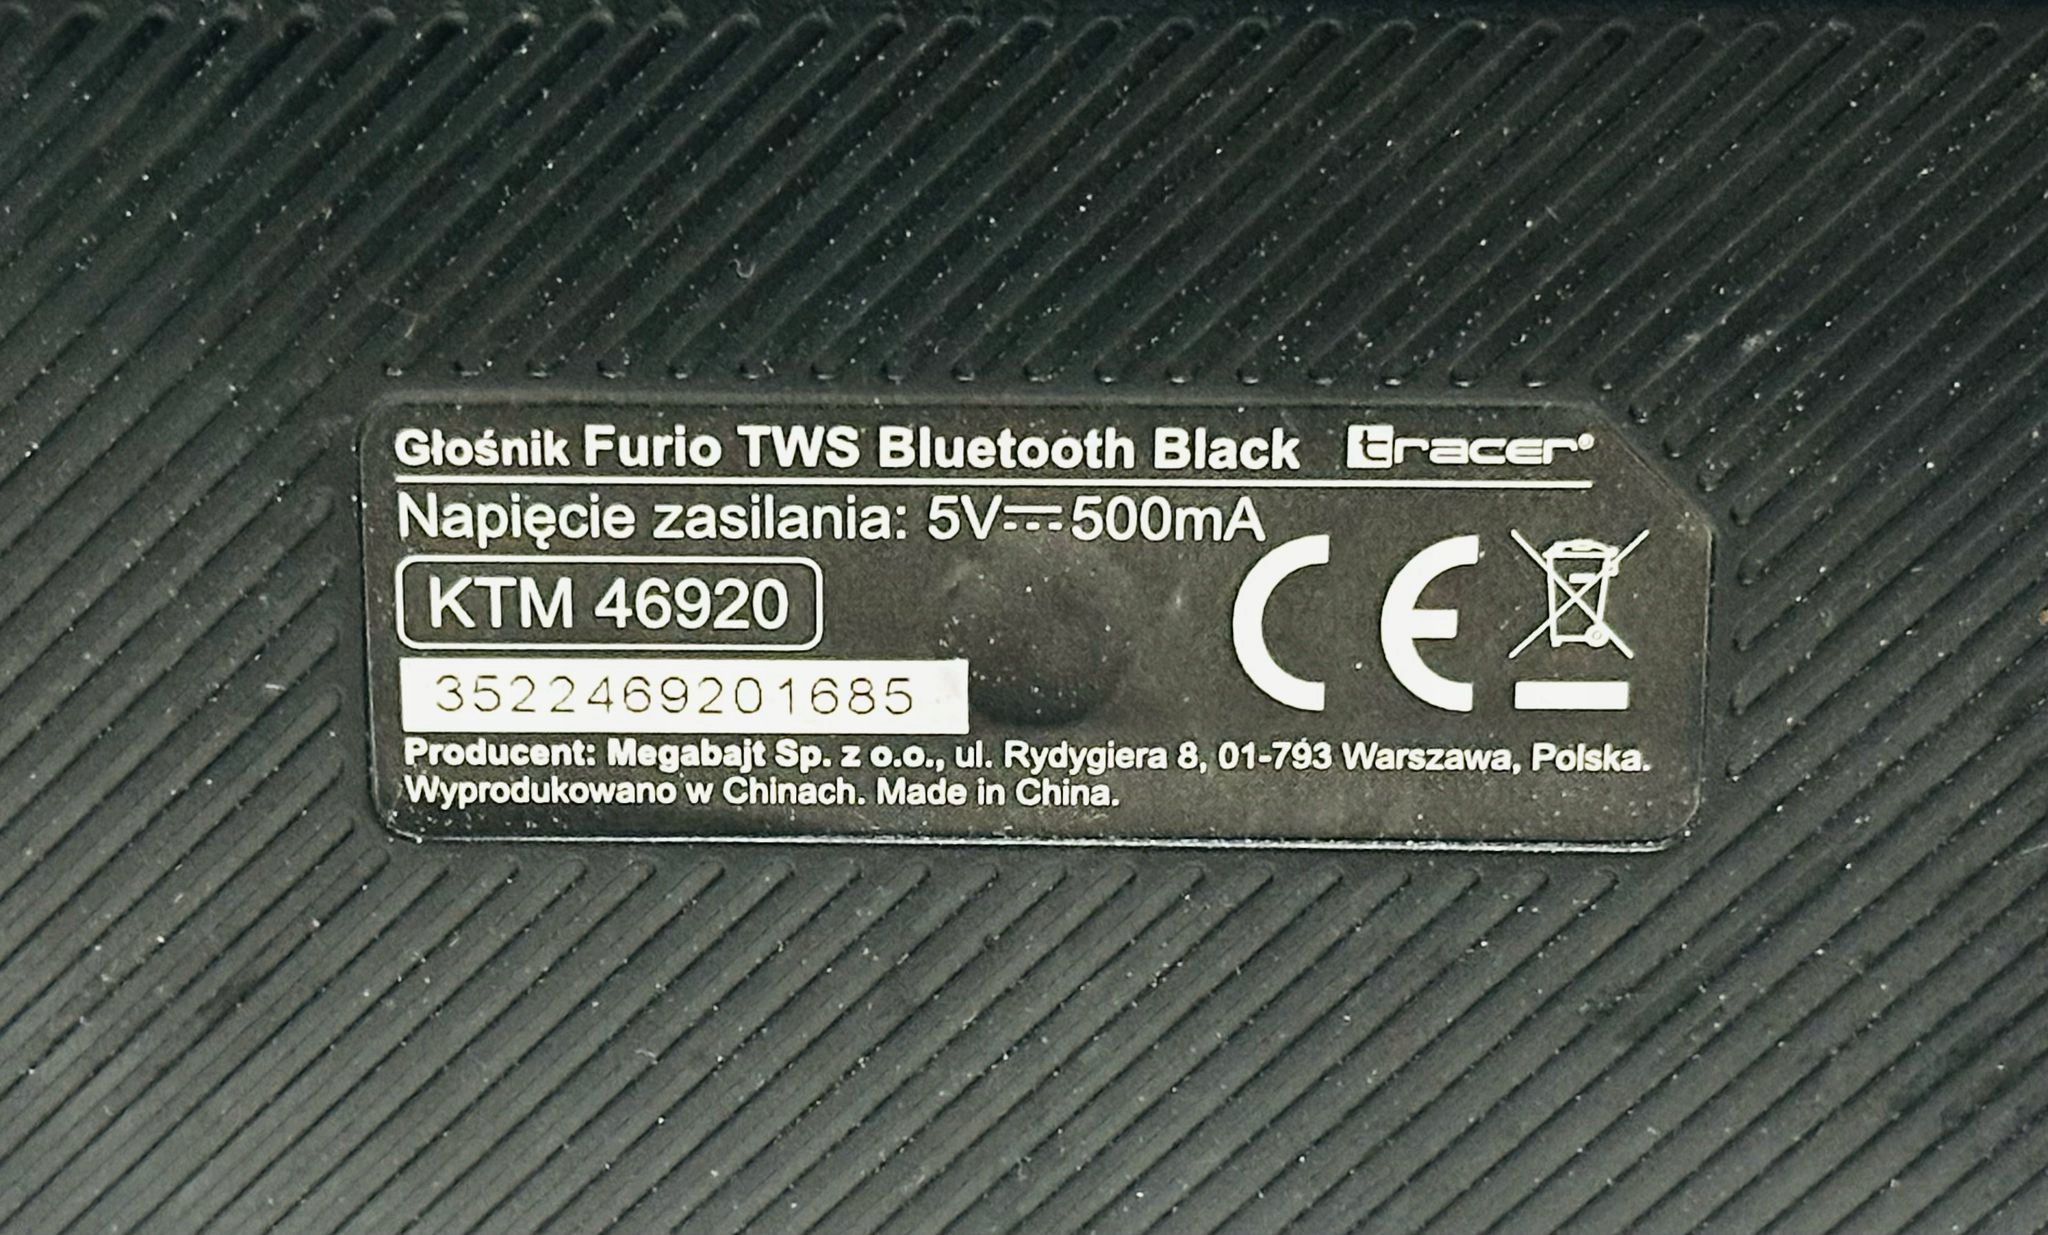 Głośnik Furio TWS Bluetooth Black tracer®
Napięcie zasilania: 5V⎓500mA
KTM 46920
3522469201685
CE
Producent: Megabajt Sp. z o.o., ul. Rydygiera 8, 01-793 Warszawa, Polska.
Wyprodukowano w Chinach. Made in China.